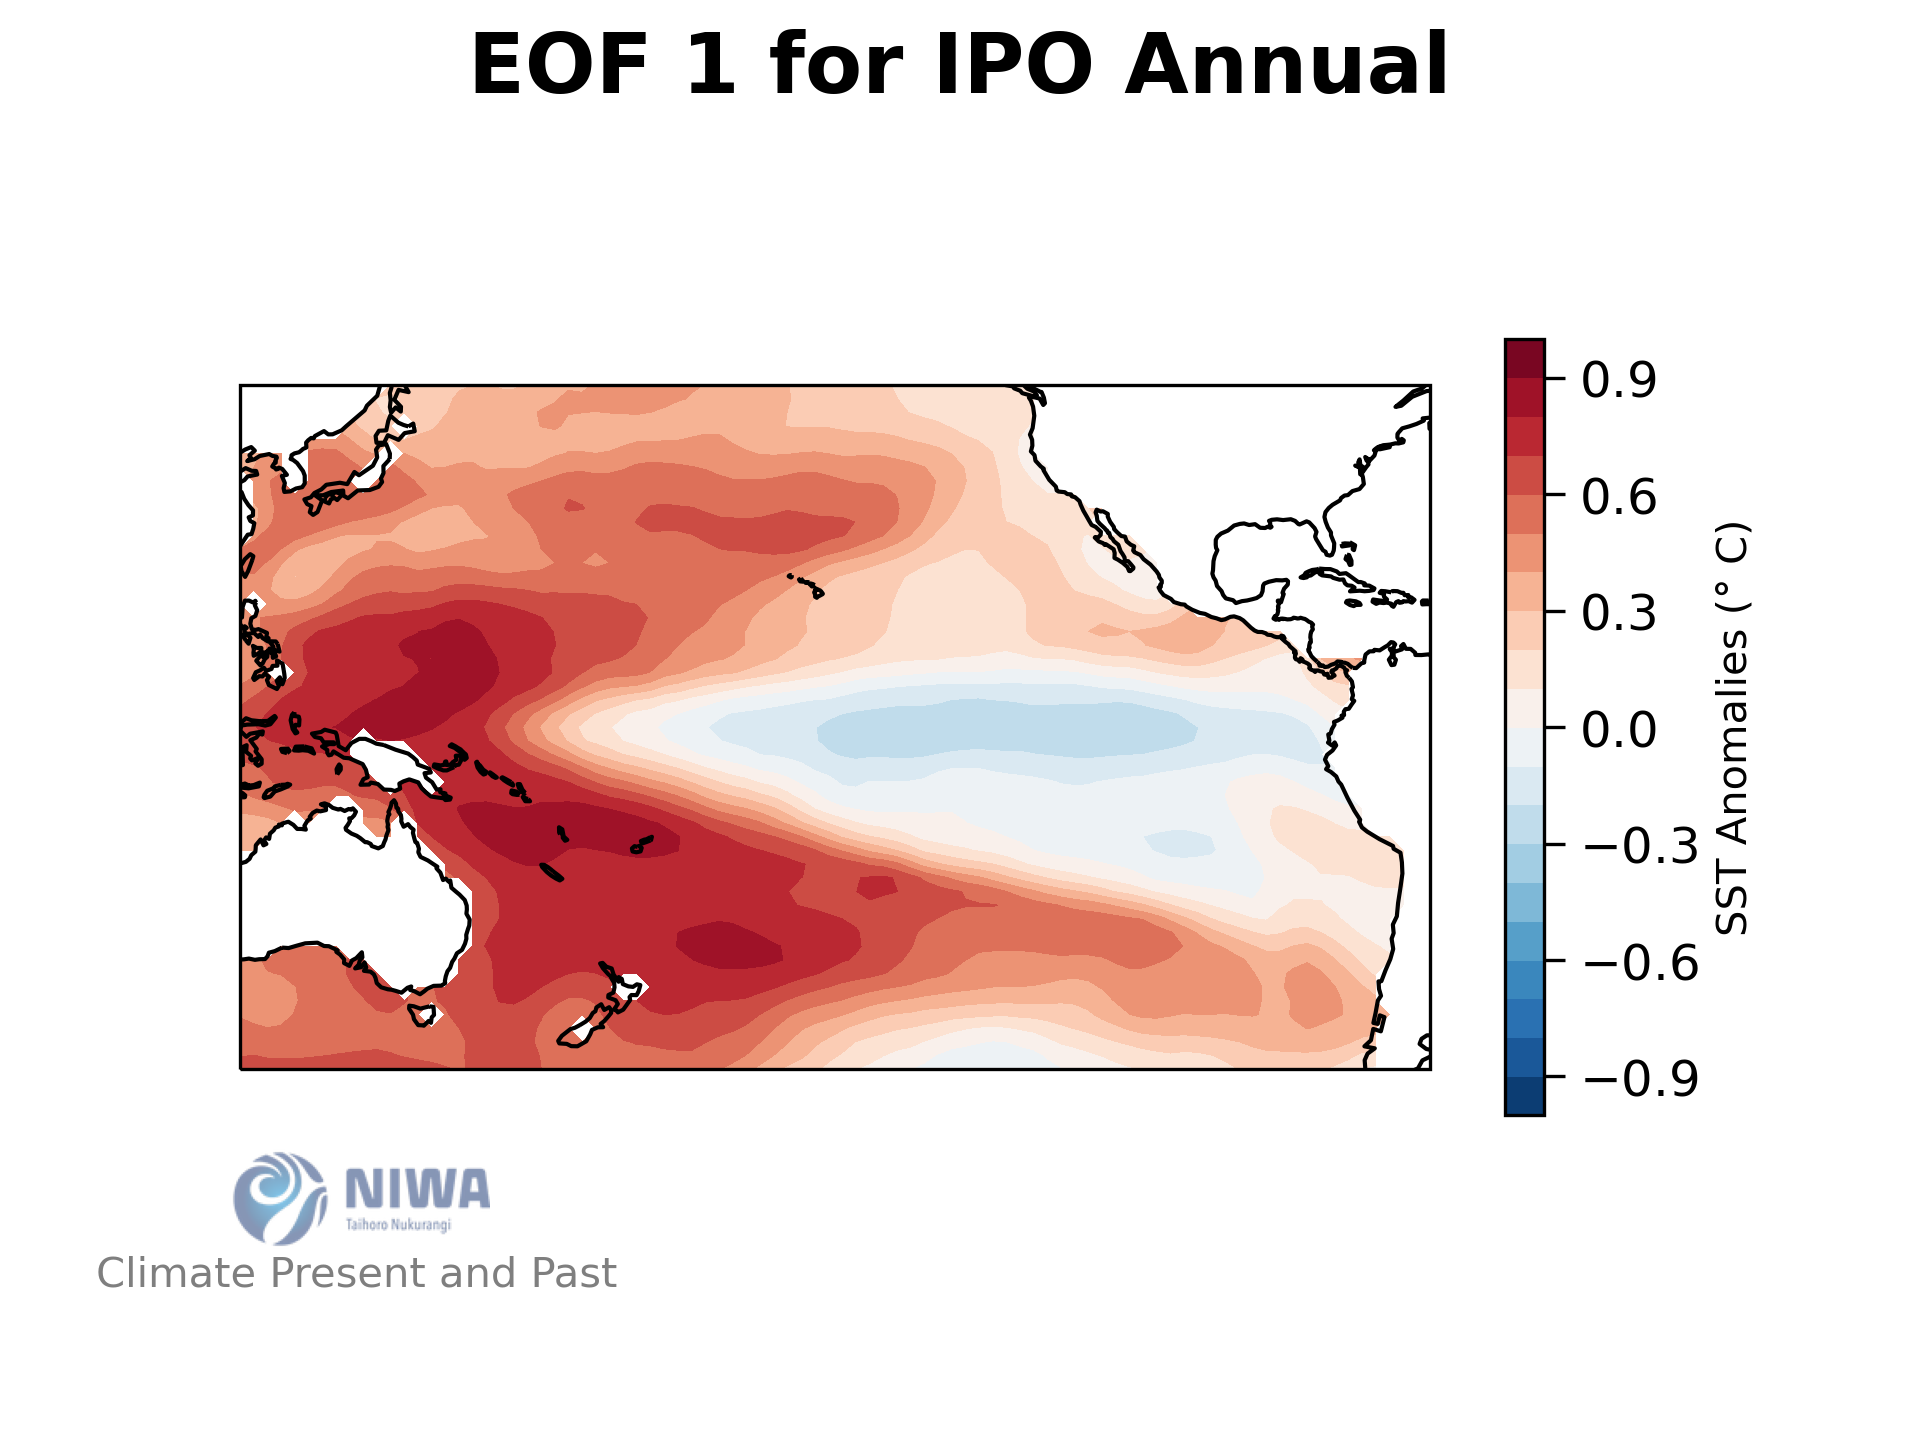 EOF 1 for IPO Annual
0.9
0.6
0.3
0.0
−0.3
−0.6
−0.9
SST Anomalies (° C)
NIWA
Taihoro Nukurangi
Climate Present and Past